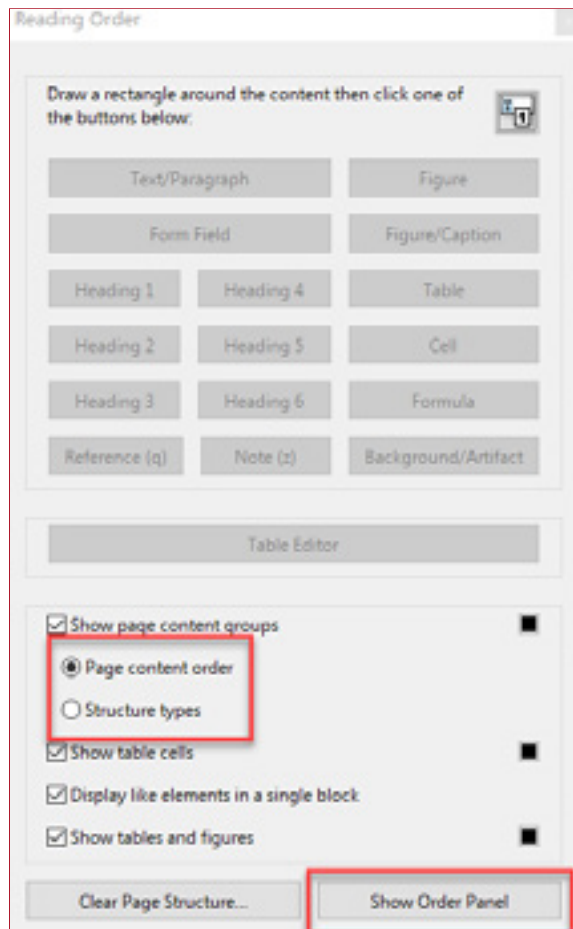 Reading Order
Draw a rectangle around the content then click one of
the buttons below:
1
Text/Paragraph Figure
Form Field Figure/Caption
Heading 1 Heading 4 Table
Heading 2 Heading 5 Cell
Heading 3 Heading 6 Formula
Reference (q) Note (z) Background/Artifact
Table Editor
Show page content groups
Page content order
Structure types
Show table cells
Display like elements in a single block
Show tables and figures
Clear Page Structure... Show Order Panel